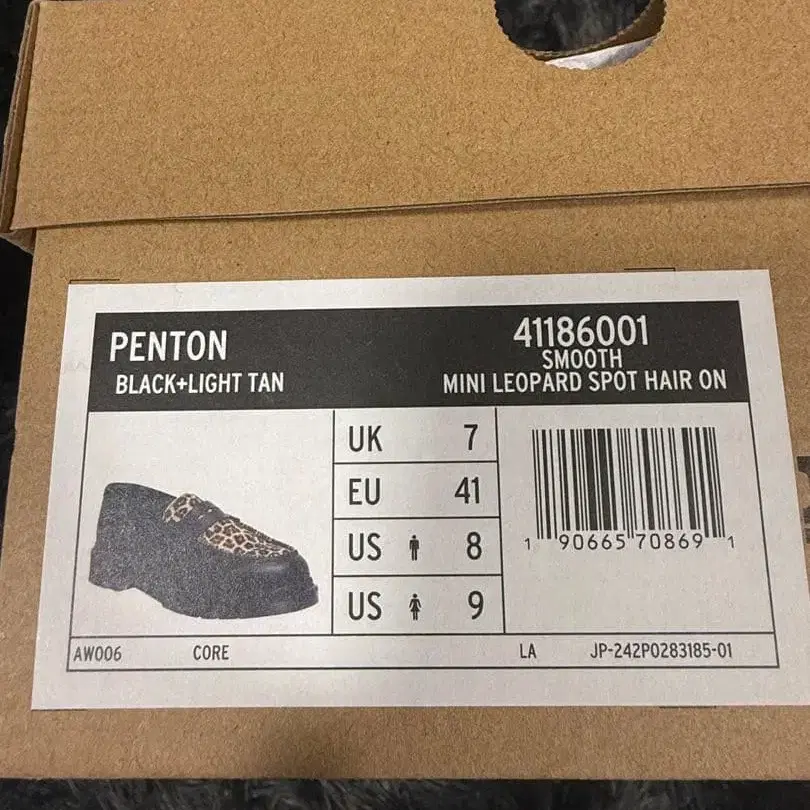 PENTON
BLACK+LIGHT TAN
41186001
SMOOTH
MINI LEOPARD SPOT HAIR ON
UK 7
EU 41
US 8
US 9
1 90665 70869 1
AW006 CORE LA JP-242P0283185-01